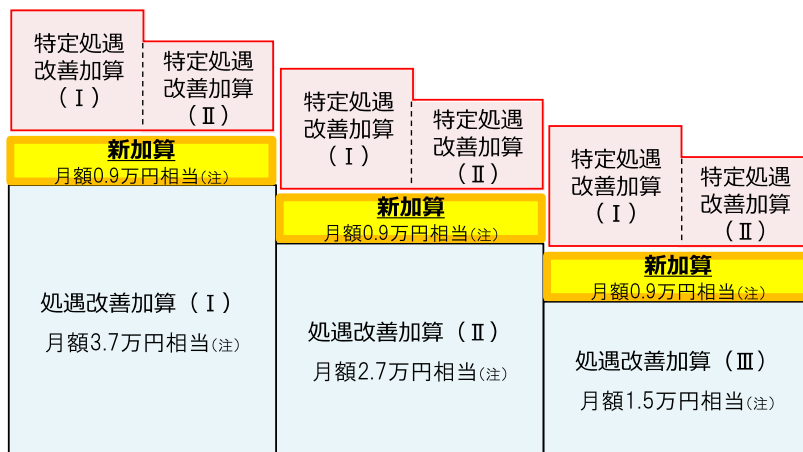 特定処遇
改善加算
（Ⅰ）
特定処遇
改善加算
（Ⅱ）
新加算
月額0.9万円相当(注)
処遇改善加算（Ⅰ）
月額3.7万円相当(注)
特定処遇
改善加算
（Ⅰ）
特定処遇
改善加算
（Ⅱ）
新加算
月額0.9万円相当(注)
処遇改善加算（Ⅱ）
月額2.7万円相当(注)
特定処遇
改善加算
（Ⅰ）
特定処遇
改善加算
（Ⅱ）
新加算
月額0.9万円相当(注)
処遇改善加算（Ⅲ）
月額1.5万円相当(注)